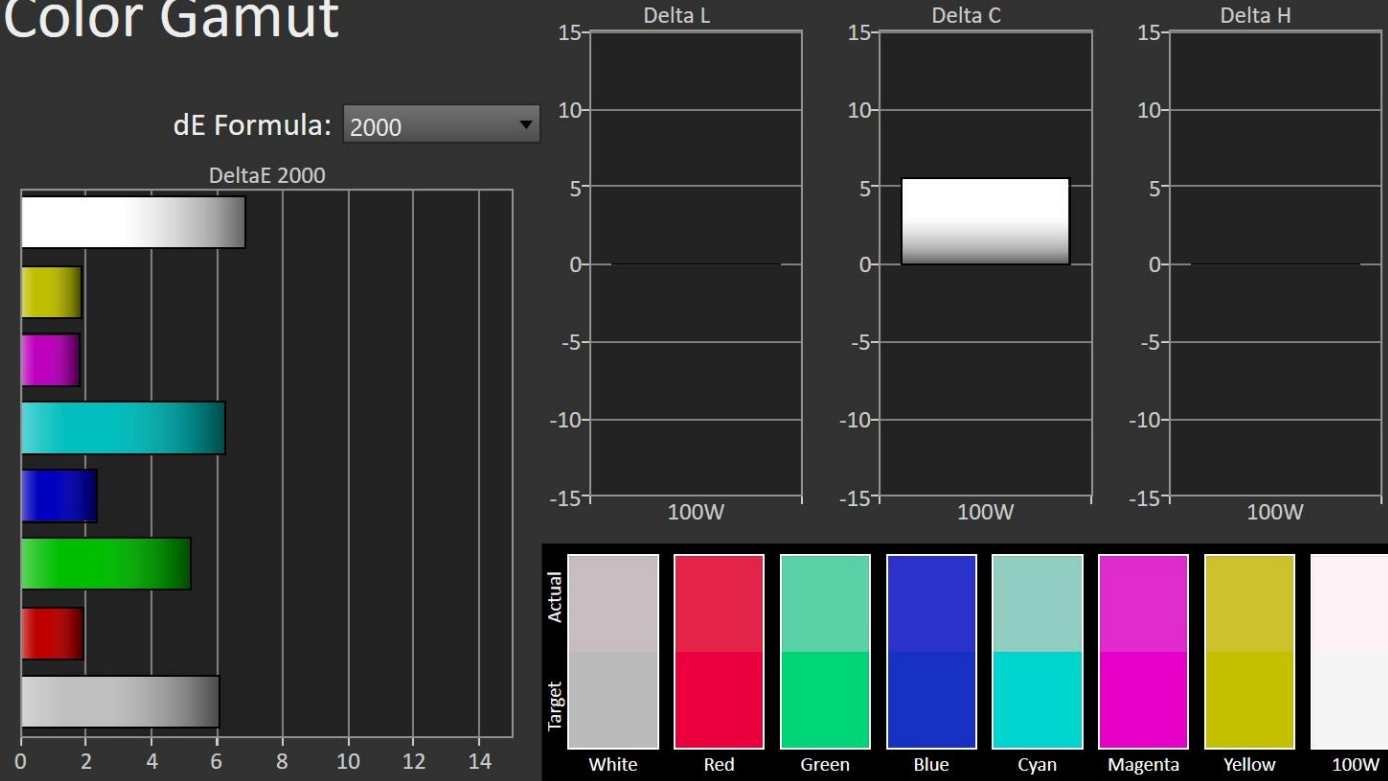 Color Gamut
dE Formula: 2000
DeltaE 2000
0 2 4 6 8 10 12 14
Delta L
15
10
5
0
-5
-10
-15
100W
Delta C
15
10
5
0
-5
-10
-15
100W
Delta H
15
10
5
0
-5
-10
-15
100W
Actual
Target
White Red Green Blue Cyan Magenta Yellow 100W